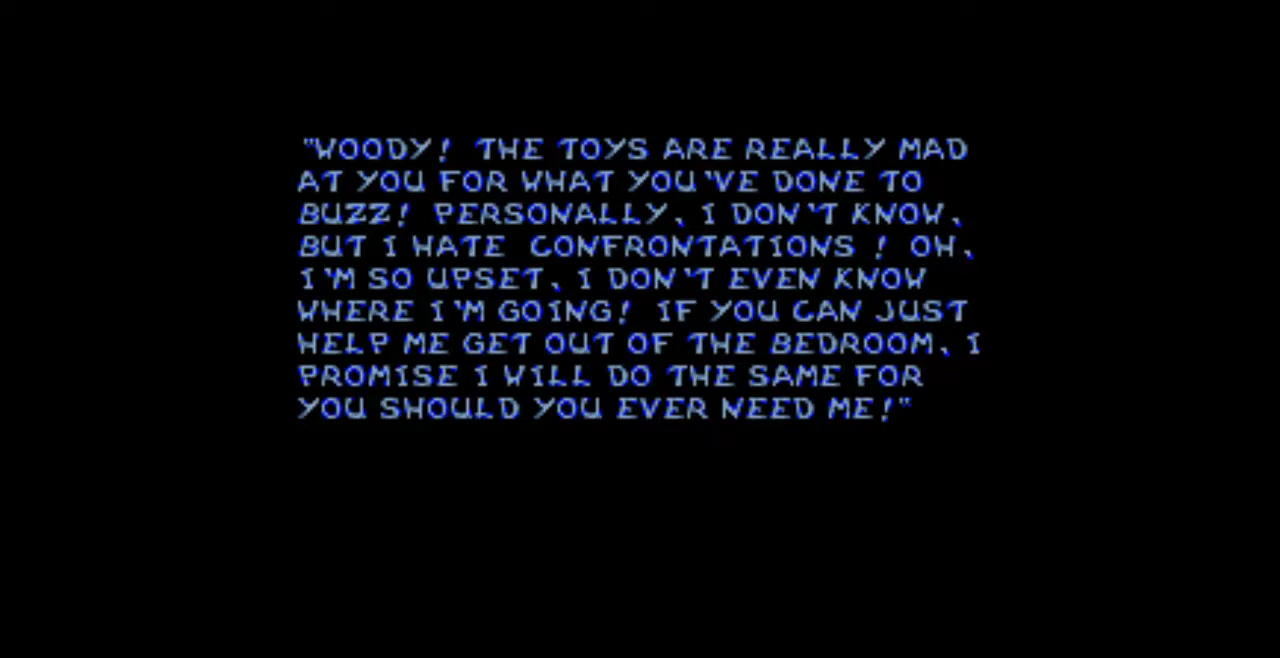 "WOODY! THE TOYS ARE REALLY MAD
AT YOU FOR WHAT YOU'VE DONE TO
BUZZ! PERSONALLY, I DON'T KNOW,
BUT I HATE CONFRONTATIONS ! OH,
I'M SO UPSET, I DON'T EVEN KNOW
WHERE I'M GOING! IF YOU CAN JUST
HELP ME GET OUT OF THE BEDROOM, I
PROMISE I WILL DO THE SAME FOR
YOU SHOULD YOU EVER NEED ME!"